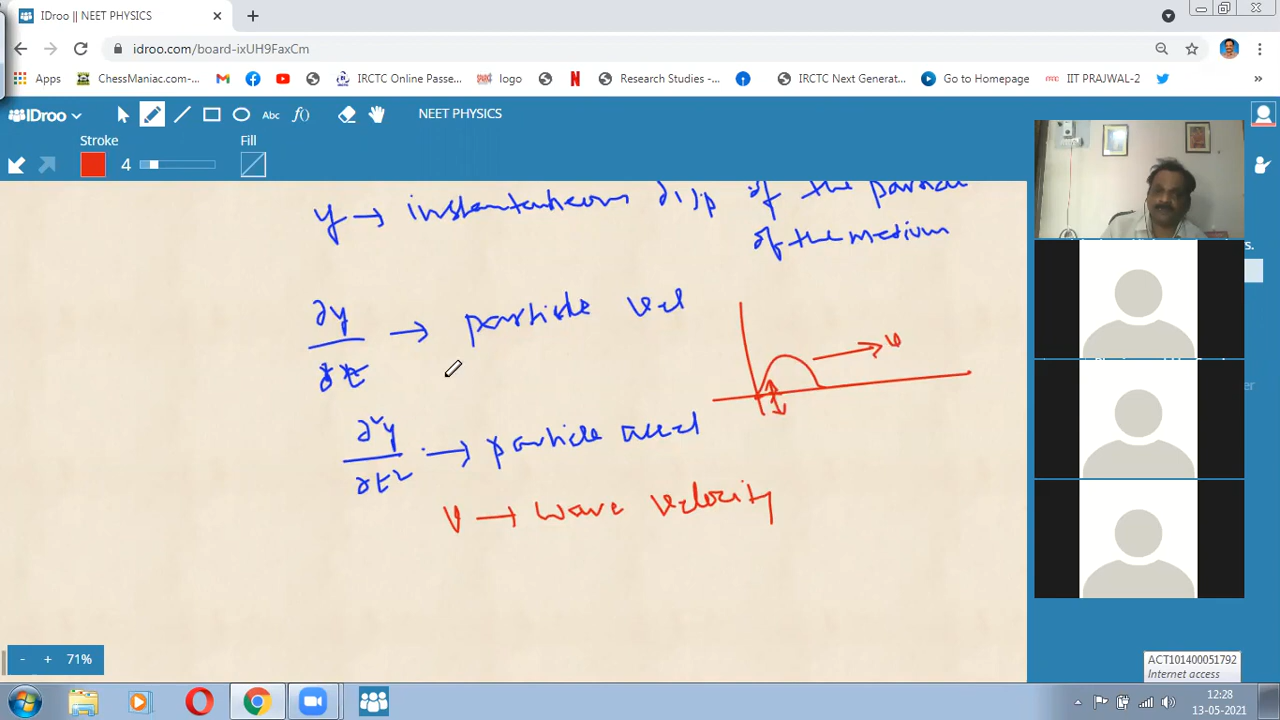 IDroo || NEET PHYSICS
idroo.com/board-ixUH9FaxCm
Apps ChessManiac.com-... IRCTC Online Passe... logo Research Studies -... IRCTC Next Generat... Go to Homepage IIT PRAJWAL-2 »
IDroo Abc f() NEET PHYSICS
Stroke Fill
4
y → instantaneous disp of the particle
of the medium
∂y/∂t → particle vel
v
∂²y/∂t² → particle accel
v → wave velocity
s.
- + 71%
ACT101400051792
Internet access
12:28
13-05-2021